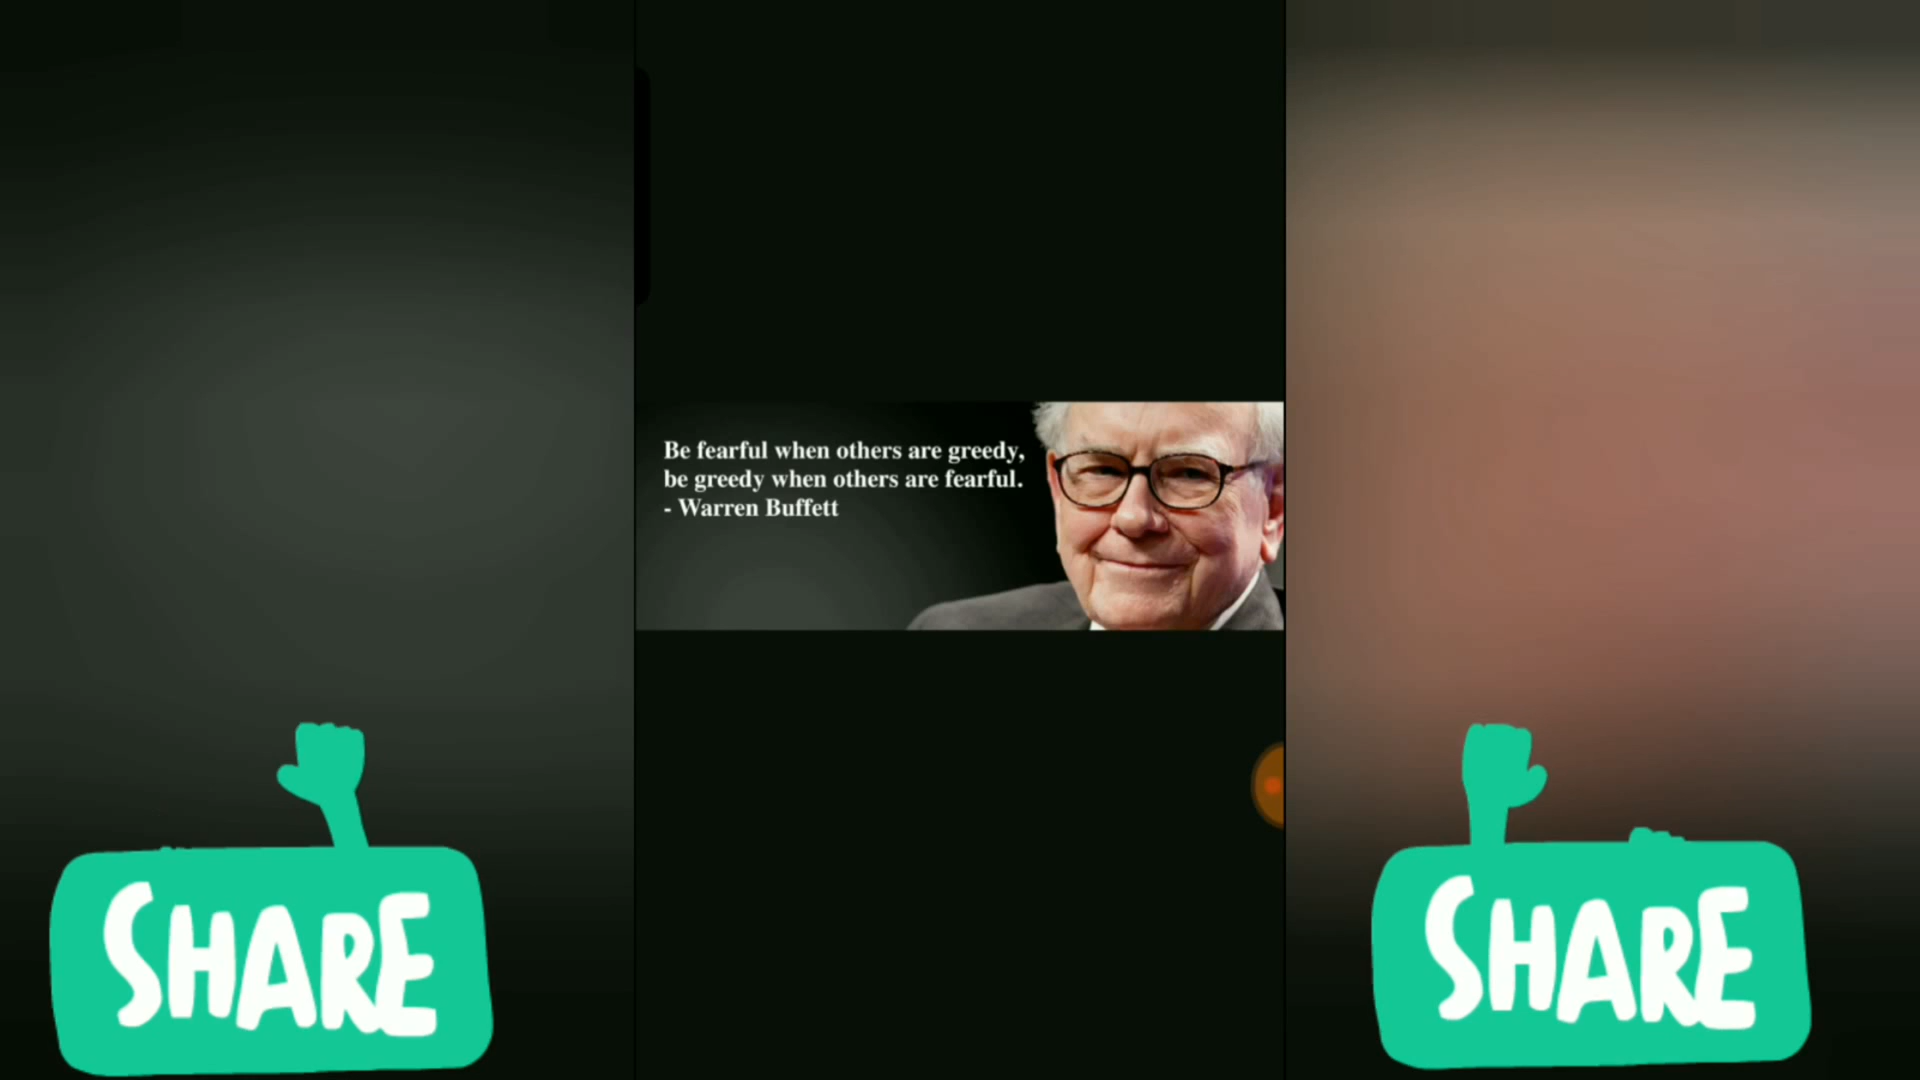 Be fearful when others are greedy,
be greedy when others are fearful.
- Warren Buffett
SHARE
SHARE